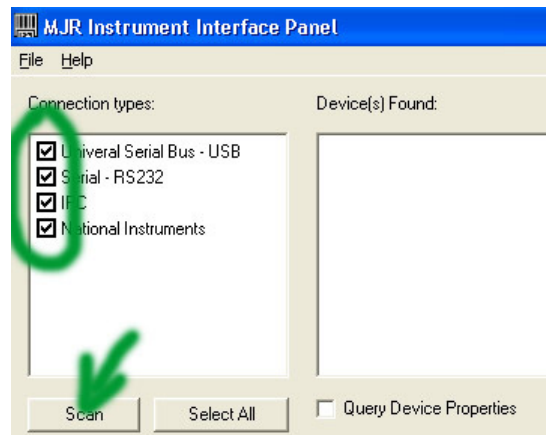 MJR Instrument Interface Panel
File Help
Connection types:
Device(s) Found:
Univeral Serial Bus - USB
Serial - RS232
National Instruments
Scan
Select All
Query Device Properties